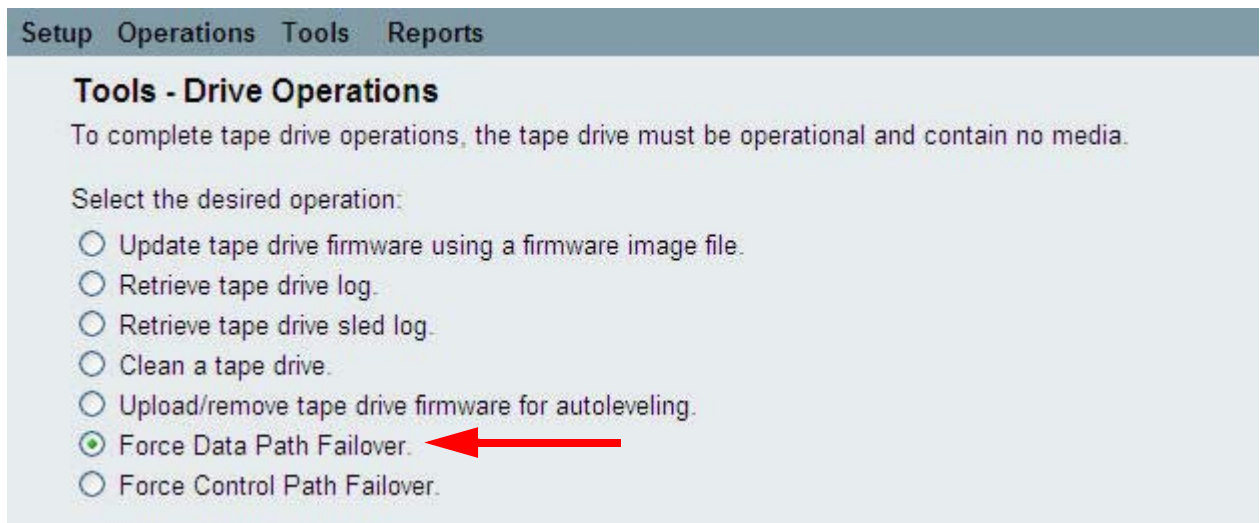 Setup Operations Tools Reports
Tools - Drive Operations
To complete tape drive operations, the tape drive must be operational and contain no media.
Select the desired operation:
Update tape drive firmware using a firmware image file.
Retrieve tape drive log.
Retrieve tape drive sled log.
Clean a tape drive.
Upload/remove tape drive firmware for autoleveling.
Force Data Path Failover.
Force Control Path Failover.